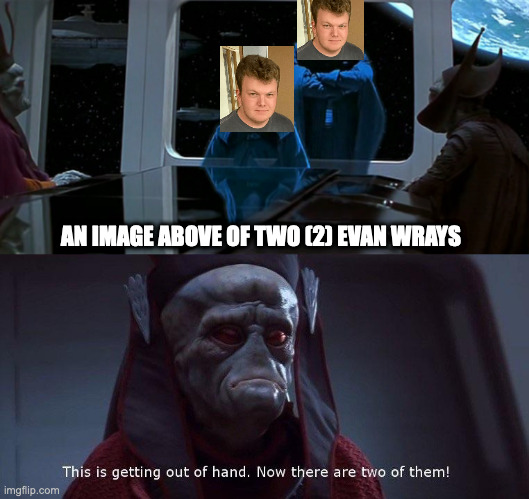 AN IMAGE ABOVE OF TWO (2) EVAN WRAYS
This is getting out of hand. Now there are two of them!
imgflip.com